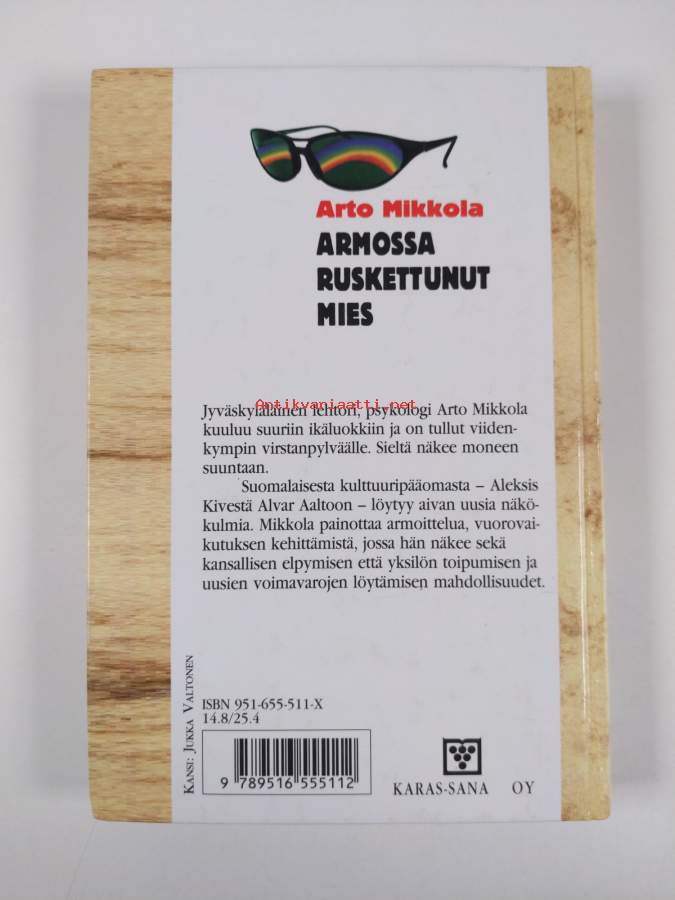 Arto Mikkola
ARMOSSA
RUSKETTUNUT
MIES
Antikvariaatti.net
Jyväskyläläinen lehtori, psykologi Arto Mikkola
kuuluu suuriin ikäluokkiin ja on tullut viiden-
kympin virstanpylväälle. Sieltä näkee moneen
suuntaan.
Suomalaisesta kulttuuripääomasta – Aleksis
Kivestä Alvar Aaltoon – löytyy aivan uusia näkö-
kulmia. Mikkola painottaa armoittelua, vuorovai-
kutuksen kehittämistä, jossa hän näkee sekä
kansallisen elpymisen että yksilön toipumisen ja
uusien voimavarojen löytämisen mahdollisuudet.
KANSI: JUKKA VALTONEN
ISBN 951-655-511-X
14.8/25.4
9 789516 555112
KARAS-SANA OY